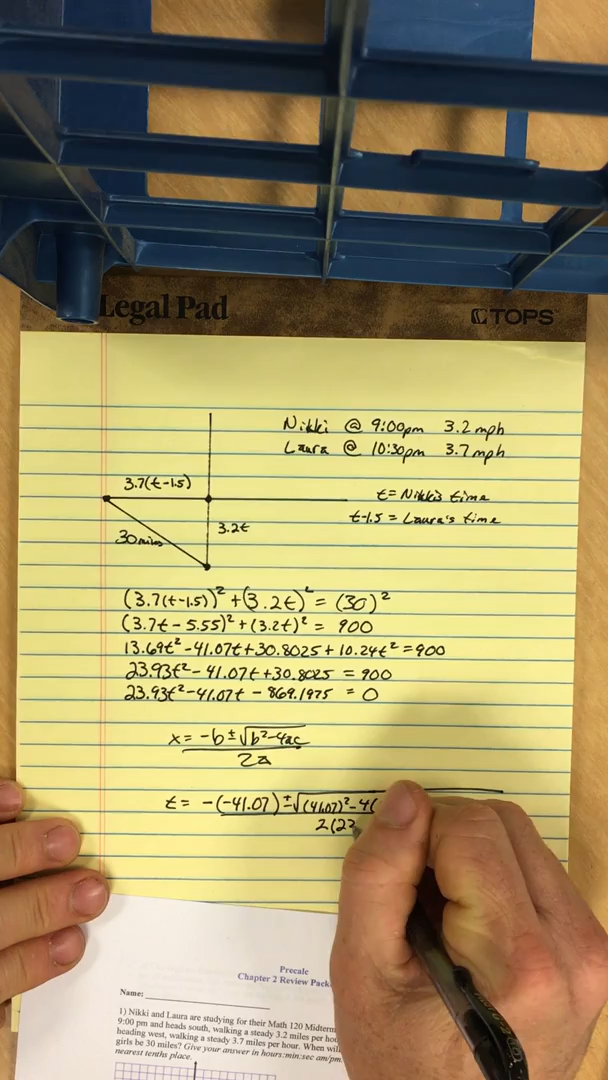 Legal Pad
TOPS
Nikki @ 9:00pm 3.2 mph
Laura @ 10:30pm 3.7 mph
3.7(t-1.5)
t = Nikki's time
t-1.5 = Laura's time
3.2t
30 miles
(3.7(t-1.5))² + (3.2t)² = (30)²
(3.7t - 5.55)² + (3.2t)² = 900
13.69t² - 41.07t + 30.8025 + 10.24t² = 900
23.93t² - 41.07t + 30.8025 = 900
23.93t² - 41.07t - 869.1975 = 0
x = -b ± √b²-4ac
2a
t = -(-41.07) ± √(41.07)² - 4(
2(23
Precalc
Chapter 2 Review
Name:
1) Nikki and Laura are studying for their Math 120
9:00 pm and heads south, walking a steady 3.2 miles per
heading west, walking a steady 3.7 miles per hour. When
girls be 30 miles? Give your answer in hours:min:sec am/pm.
nearest tenths place.